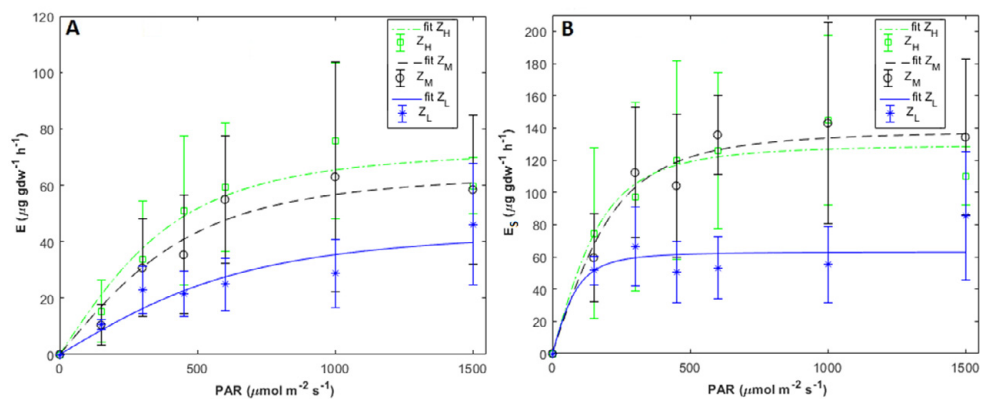 A
120
100
80
60
40
20
0
0
500
1000
1500
E (μg gdw⁻¹ h⁻¹)
PAR (μmol m⁻² s⁻¹)
fit Z_H
Z_H
fit Z_M
Z_M
fit Z_L
Z_L
B
200
180
160
140
120
100
80
60
40
20
0
0
500
1000
1500
E_S (μg gdw⁻¹ h⁻¹)
PAR (μmol m⁻² s⁻¹)
fit Z_H
Z_H
fit Z_M
Z_M
fit Z_L
Z_L